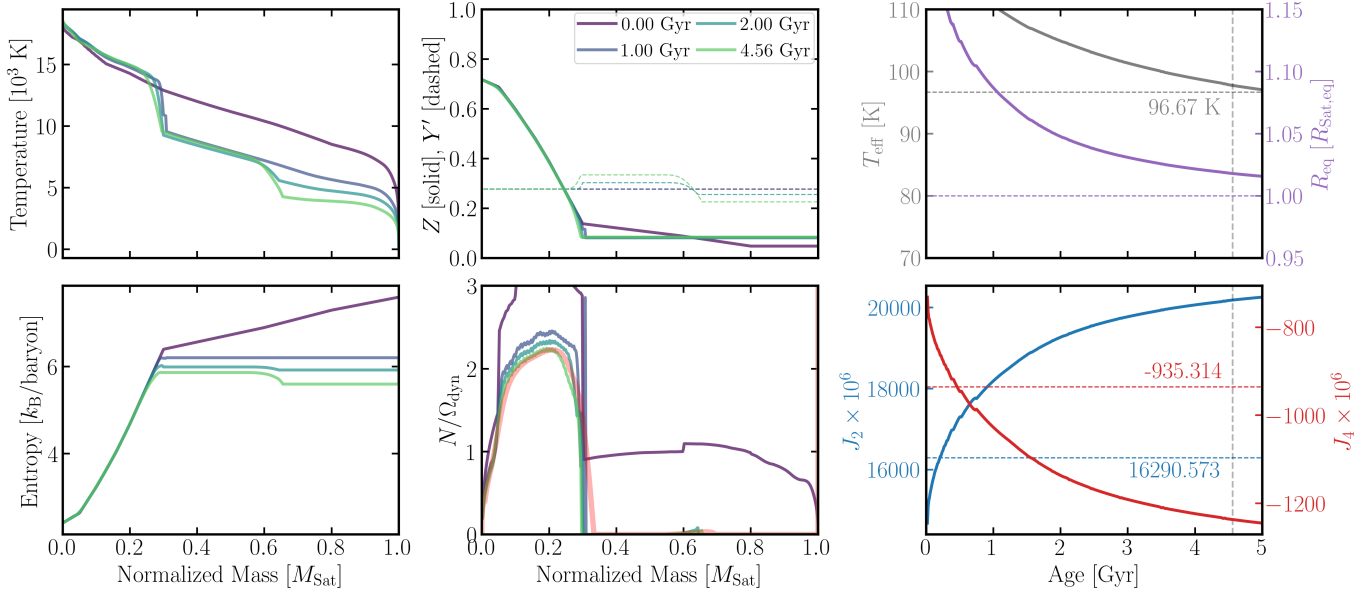 Temperature [10³ K]
0
5
10
15
Z [solid], Y′ [dashed]
0.0
0.2
0.4
0.6
0.8
1.0
0.00 Gyr
2.00 Gyr
1.00 Gyr
4.56 Gyr
T_eff [K]
70
80
90
100
110
96.67 K
0.95
1.00
1.05
1.10
1.15
R_eq [R_Sat,eq]
Entropy [k_B/baryon]
4
6
0.0 0.2 0.4 0.6 0.8 1.0
Normalized Mass [M_Sat]
N/Ω_dyn
0
1
2
3
0.0 0.2 0.4 0.6 0.8 1.0
Normalized Mass [M_Sat]
J₂ × 10⁶
16000
18000
20000
-935.314
16290.573
−800
−1000
−1200
J₄ × 10⁶
0 1 2 3 4 5
Age [Gyr]